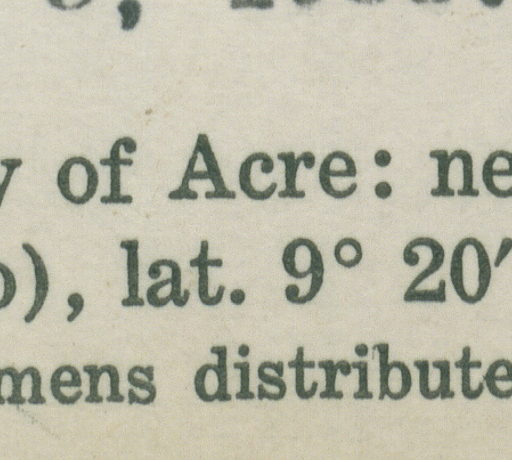 y of Acre: ne
o), lat. 9° 20′
mens distribute